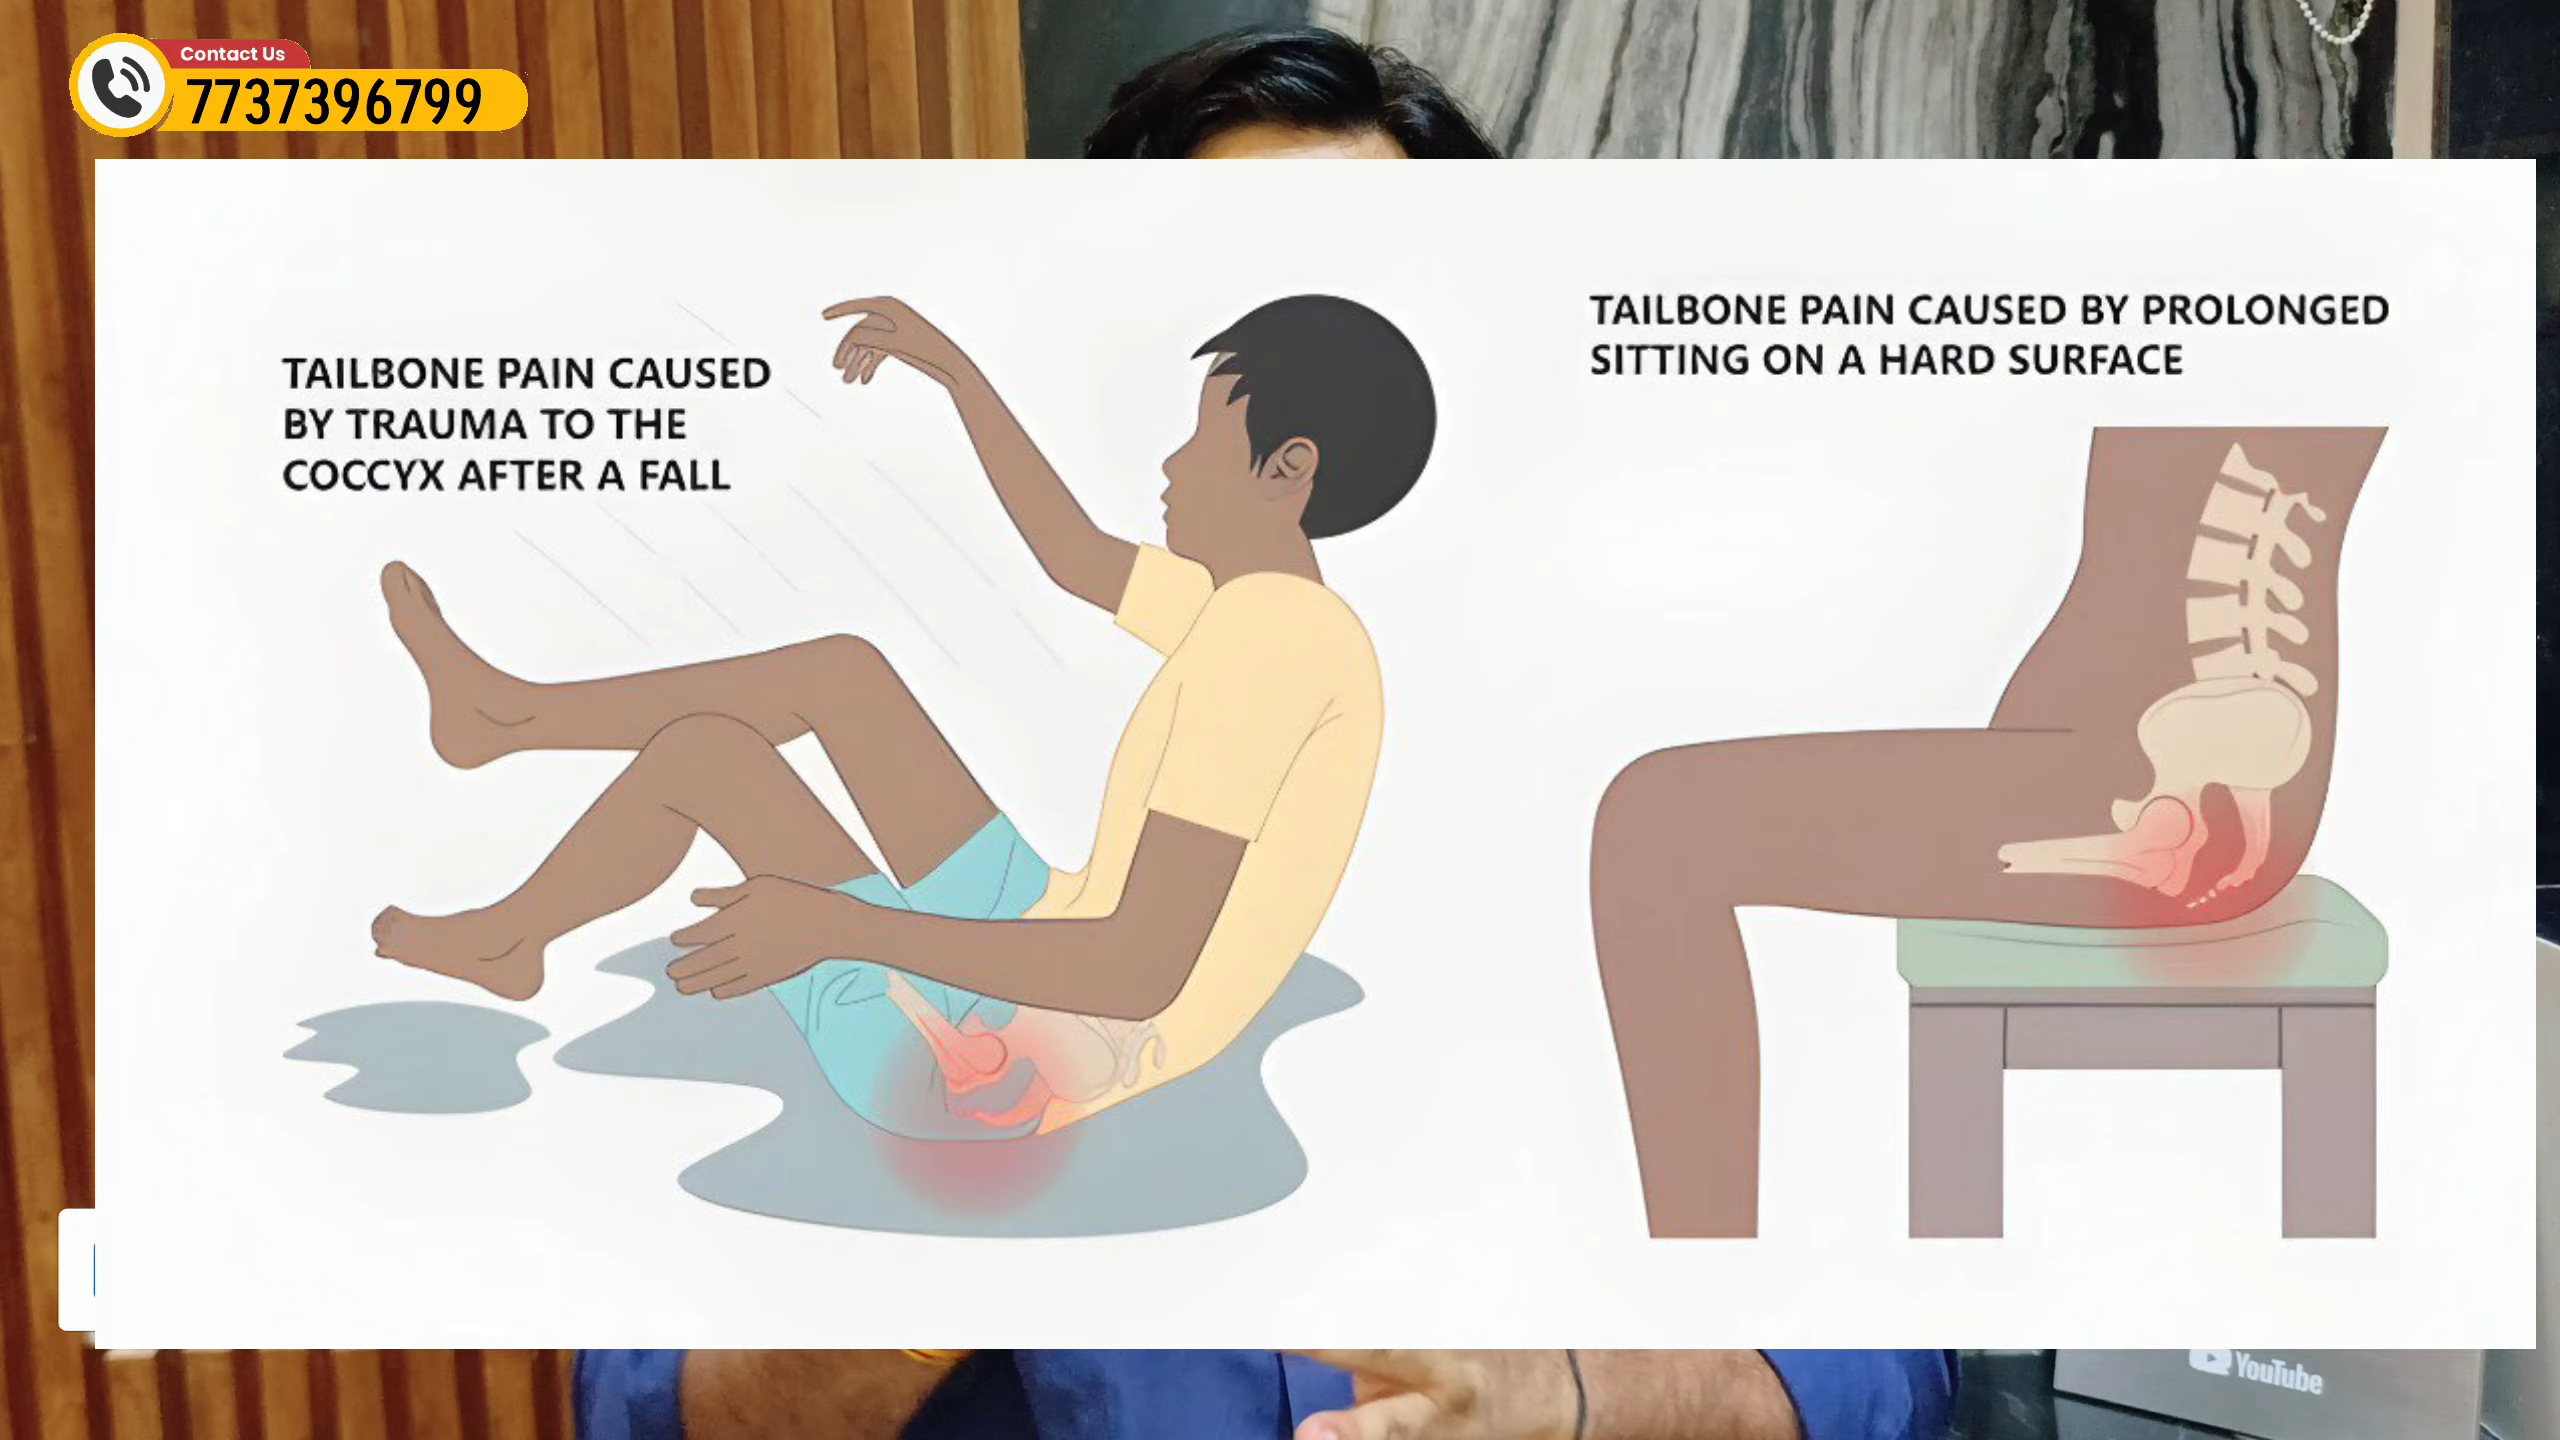 Contact Us
7737396799
TAILBONE PAIN CAUSED
BY TRAUMA TO THE
COCCYX AFTER A FALL
TAILBONE PAIN CAUSED BY PROLONGED
SITTING ON A HARD SURFACE
YouTube